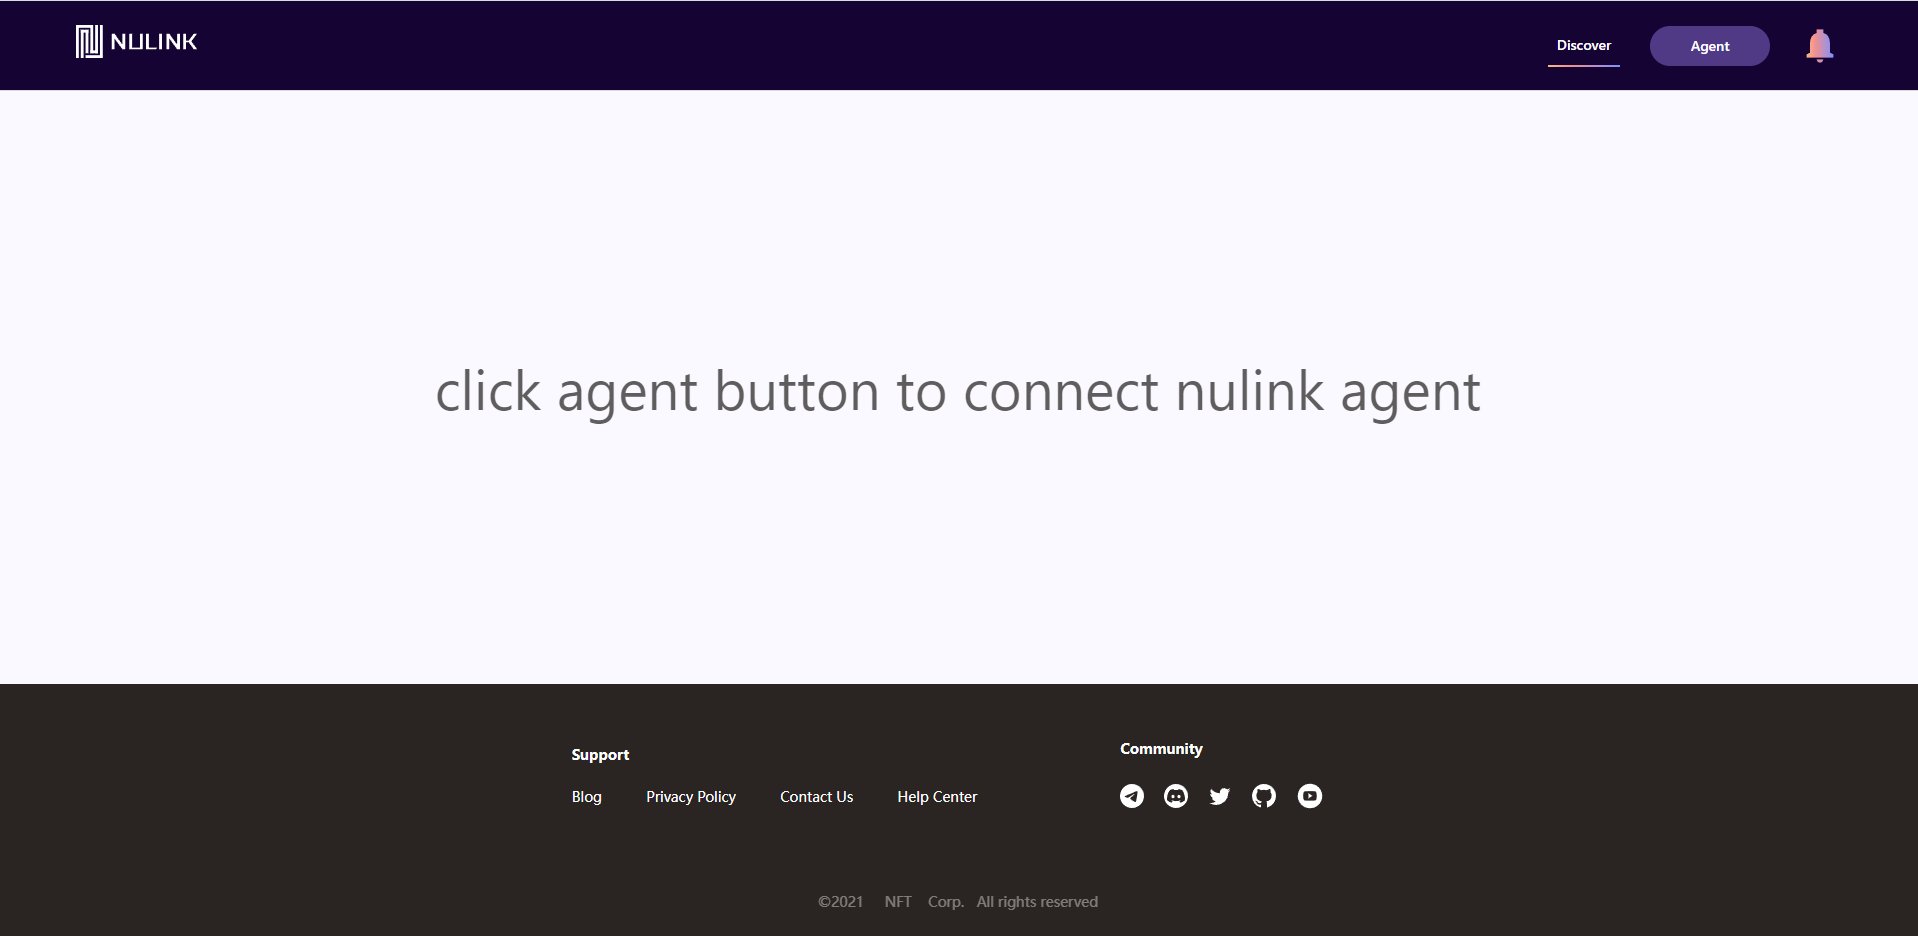 NULINK
Discover
Agent
click agent button to connect nulink agent
Support
Blog Privacy Policy Contact Us Help Center
Community
©2021 NFT Corp. All rights reserved